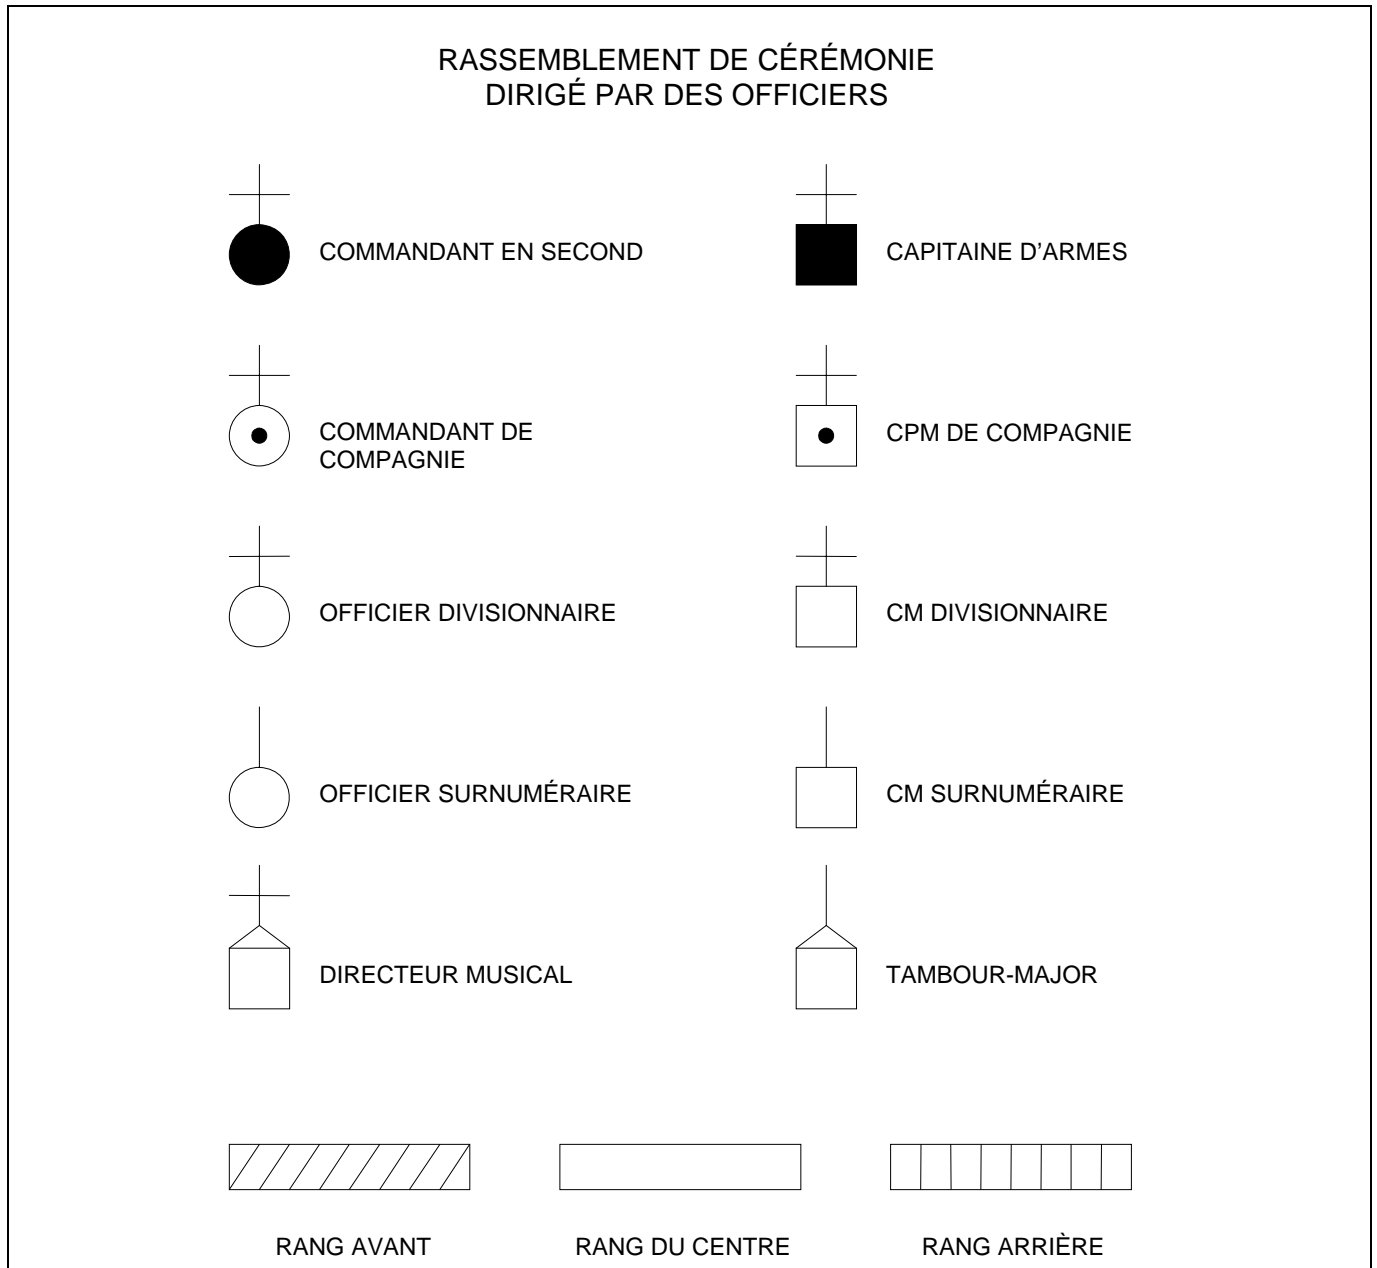 RASSEMBLEMENT DE CÉRÉMONIE
DIRIGÉ PAR DES OFFICIERS
COMMANDANT EN SECOND
CAPITAINE D'ARMES
COMMANDANT DE
COMPAGNIE
CPM DE COMPAGNIE
OFFICIER DIVISIONNAIRE
CM DIVISIONNAIRE
OFFICIER SURNUMÉRAIRE
CM SURNUMÉRAIRE
DIRECTEUR MUSICAL
TAMBOUR-MAJOR
RANG AVANT
RANG DU CENTRE
RANG ARRIÈRE